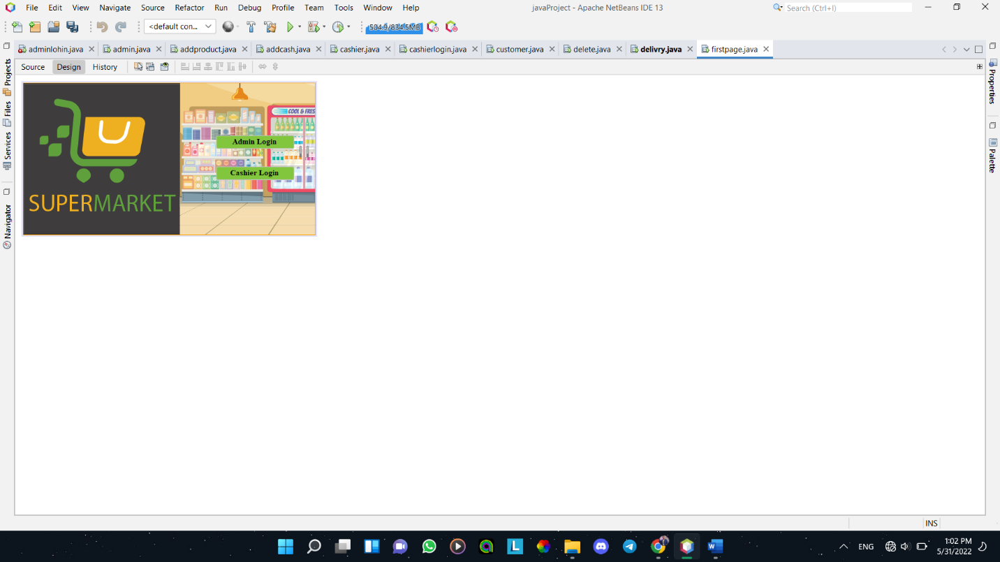 File Edit View Navigate Source Refactor Run Debug Profile Team Tools Window Help javaProject - Apache NetBeans IDE 13 Search (Ctrl+I)
<default con... 504.9/834.5MB
adminlohin.java admin.java addproduct.java addcash.java cashier.java cashierlogin.java customer.java delete.java delivry.java firstpage.java
Source Design History
Projects
Files
Services
Navigator
Properties
Palette
COOL & FRES
Admin Login
Cashier Login
SUPERMARKET
INS
L
W
ENG
1:02 PM
5/31/2022